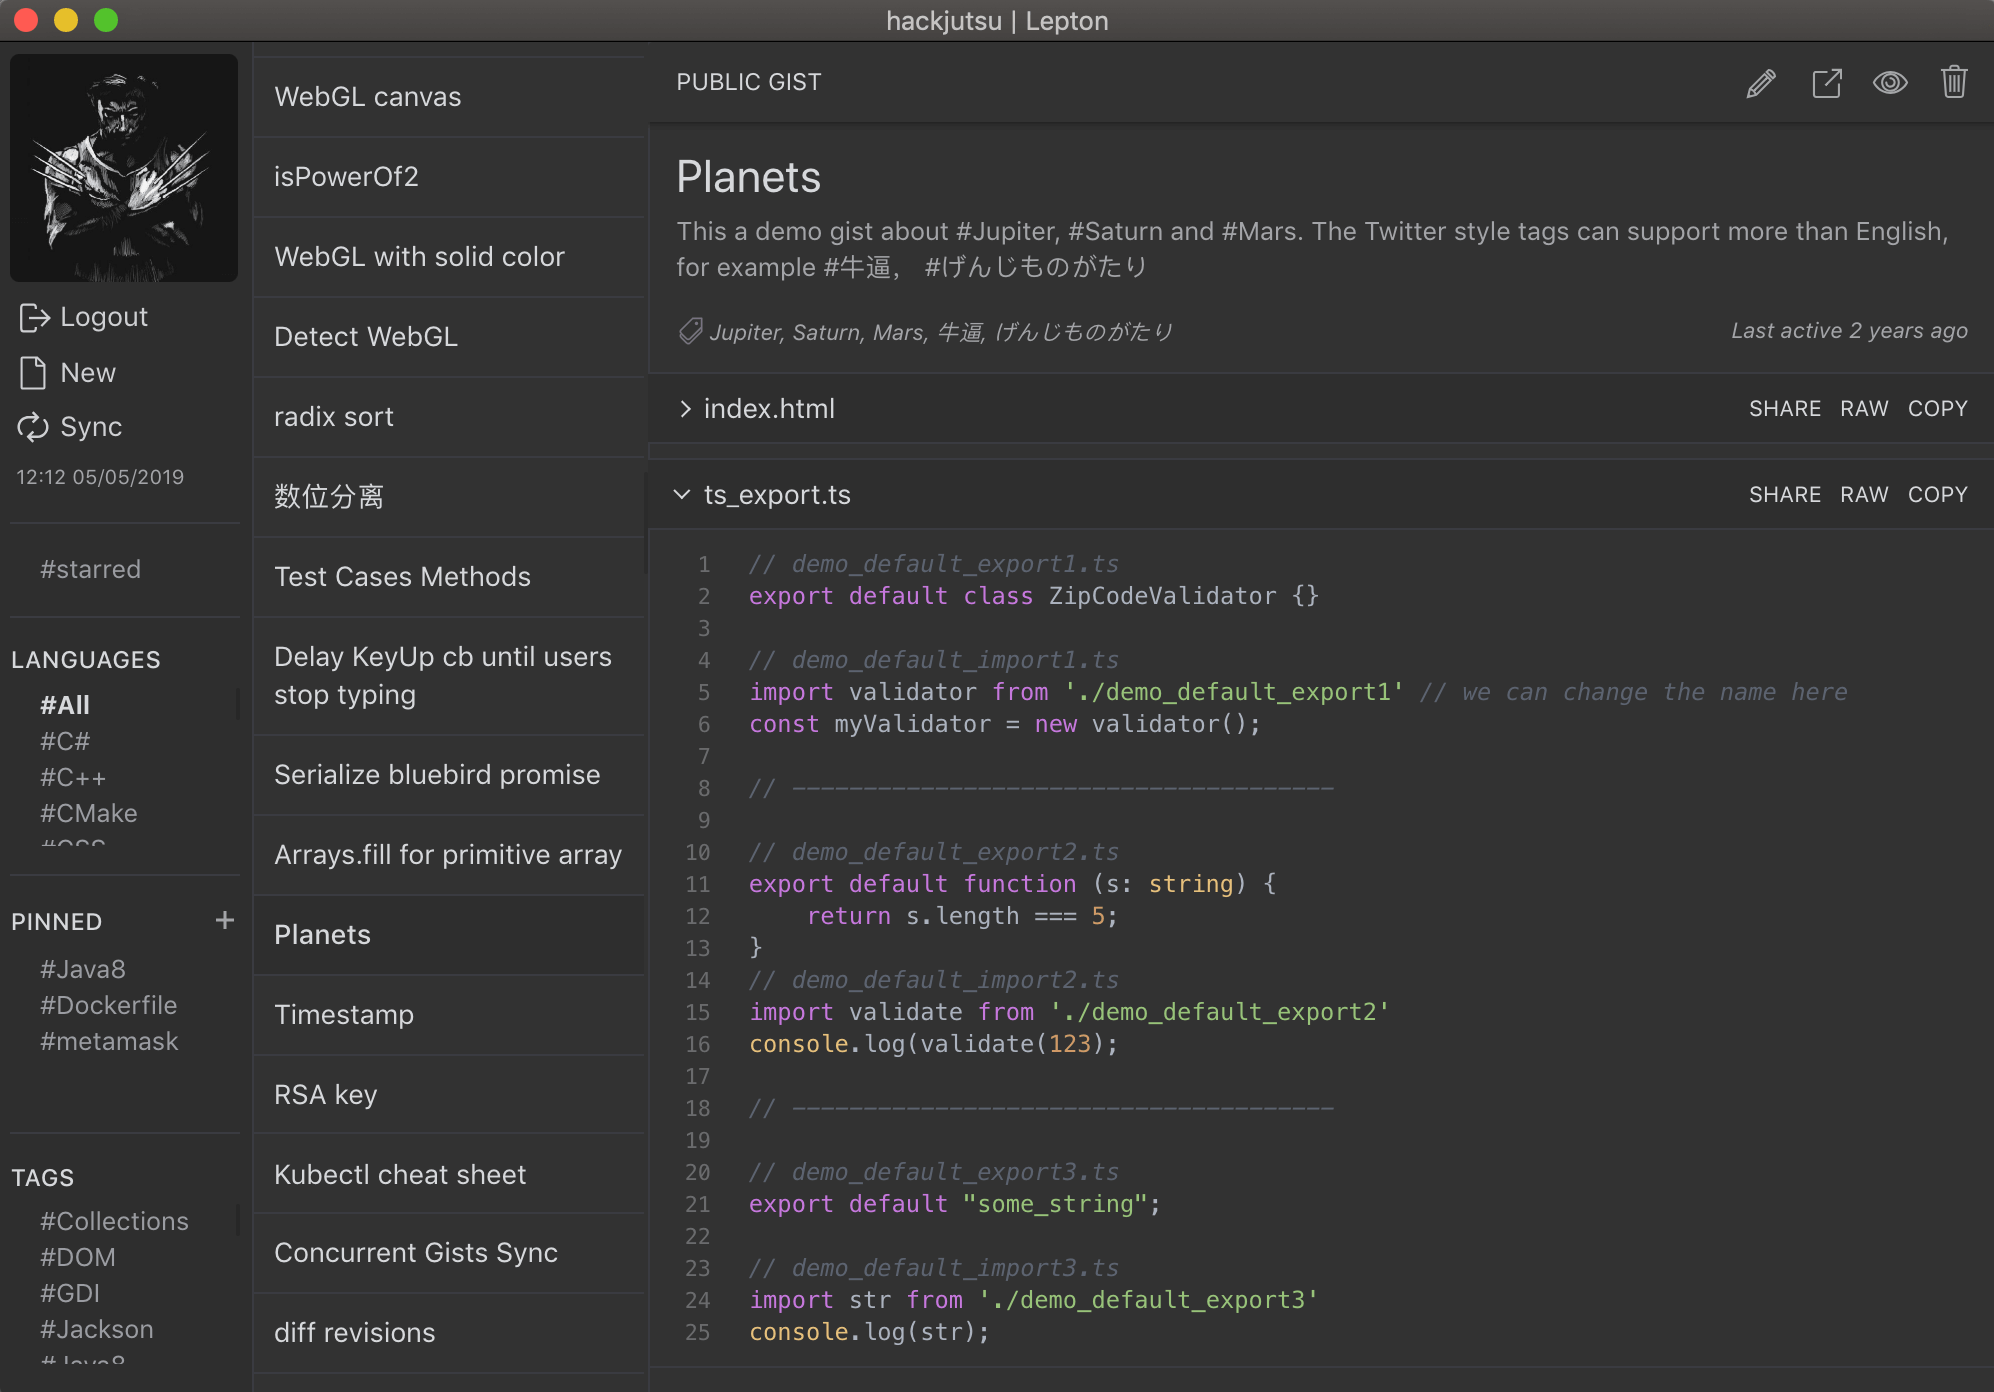 hackjutsu | Lepton
Logout
New
Sync
12:12 05/05/2019
#starred
LANGUAGES
#All
#C#
#C++
#CMake
#CSS
PINNED +
#Java8
#Dockerfile
#metamask
TAGS
#Collections
#DOM
#GDI
#Jackson
#Java8
WebGL canvas
isPowerOf2
WebGL with solid color
Detect WebGL
radix sort
数位分离
Test Cases Methods
Delay KeyUp cb until users
stop typing
Serialize bluebird promise
Arrays.fill for primitive array
Planets
Timestamp
RSA key
Kubectl cheat sheet
Concurrent Gists Sync
diff revisions
PUBLIC GIST
Planets
This a demo gist about #Jupiter, #Saturn and #Mars. The Twitter style tags can support more than English,
for example #牛逼， #げんじものがたり
Jupiter, Saturn, Mars, 牛逼, げんじものがたり
Last active 2 years ago
index.html SHARE RAW COPY
ts_export.ts SHARE RAW COPY
1 // demo_default_export1.ts
2 export default class ZipCodeValidator {}
3
4 // demo_default_import1.ts
5 import validator from './demo_default_export1' // we can change the name here
6 const myValidator = new validator();
7
8 // --------------------------------------
9
10 // demo_default_export2.ts
11 export default function (s: string) {
12     return s.length === 5;
13 }
14 // demo_default_import2.ts
15 import validate from './demo_default_export2'
16 console.log(validate(123);
17
18 // --------------------------------------
19
20 // demo_default_export3.ts
21 export default "some_string";
22
23 // demo_default_import3.ts
24 import str from './demo_default_export3'
25 console.log(str);